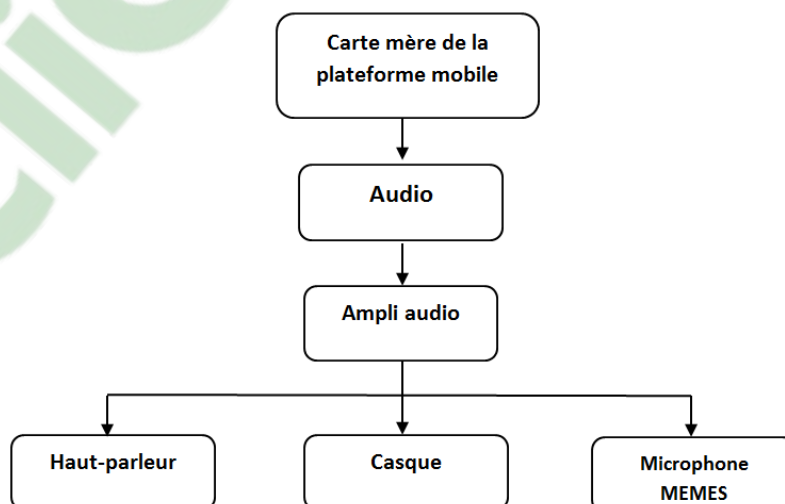 Carte mère de la
plateforme mobile
Audio
Ampli audio
Haut-parleur
Casque
Microphone
MEMES